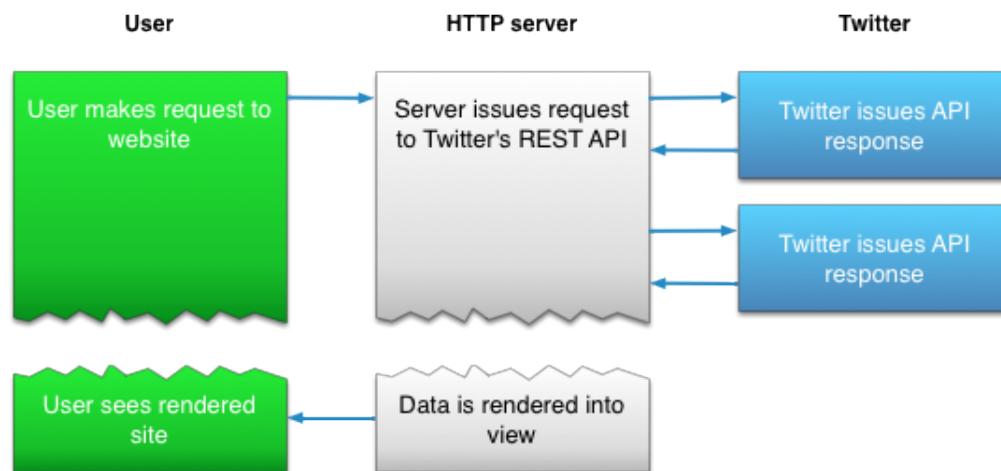 User
HTTP server
Twitter
User makes request to
website
Server issues request
to Twitter's REST API
Twitter issues API
response
Twitter issues API
response
User sees rendered
site
Data is rendered into
view